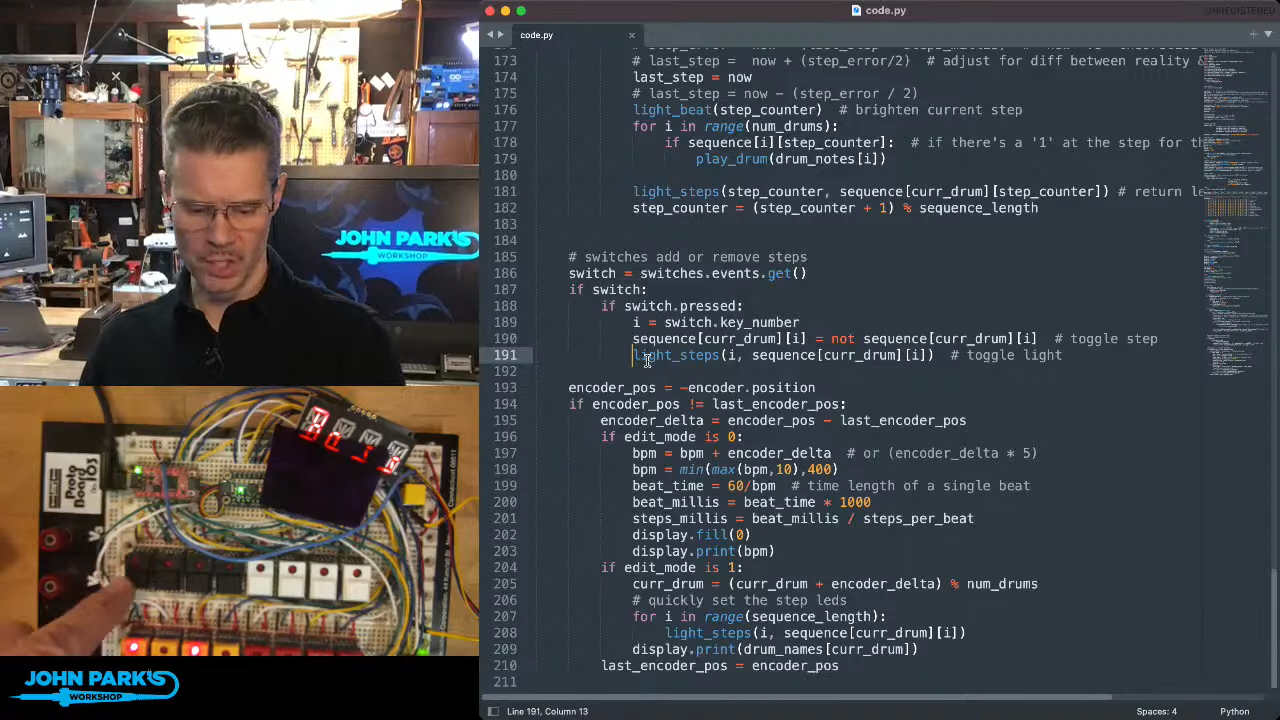 code.py
UNREGISTERED
code.py
173 # last_step = now + (step_error/2) # adjust for diff between reality &
174 last_step = now
175 # last_step = now - (step_error / 2)
176 light_beat(step_counter) # brighten current step
177 for i in range(num_drums):
178 if sequence[i][step_counter]: # if there's a '1' at the step for th
179 play_drum(drum_notes[i])
180
181 light_steps(step_counter, sequence[curr_drum][step_counter]) # return le
182 step_counter = (step_counter + 1) % sequence_length
183
184
185 # switches add or remove steps
186 switch = switches.events.get()
187 if switch:
188 if switch.pressed:
189 i = switch.key_number
190 sequence[curr_drum][i] = not sequence[curr_drum][i] # toggle step
191 light_steps(i, sequence[curr_drum][i]) # toggle light
192
193 encoder_pos = -encoder.position
194 if encoder_pos != last_encoder_pos:
195 encoder_delta = encoder_pos - last_encoder_pos
196 if edit_mode is 0:
197 bpm = bpm + encoder_delta # or (encoder_delta * 5)
198 bpm = min(max(bpm,10),400)
199 beat_time = 60/bpm # time length of a single beat
200 beat_millis = beat_time * 1000
201 steps_millis = beat_millis / steps_per_beat
202 display.fill(0)
203 display.print(bpm)
204 if edit_mode is 1:
205 curr_drum = (curr_drum + encoder_delta) % num_drums
206 # quickly set the step leds
207 for i in range(sequence_length):
208 light_steps(i, sequence[curr_drum][i])
209 display.print(drum_names[curr_drum])
210 last_encoder_pos = encoder_pos
211
Line 191, Column 13
Spaces: 4
Python
JOHN PARK'S
WORKSHOP
JOHN PARK'S
WORKSHOP